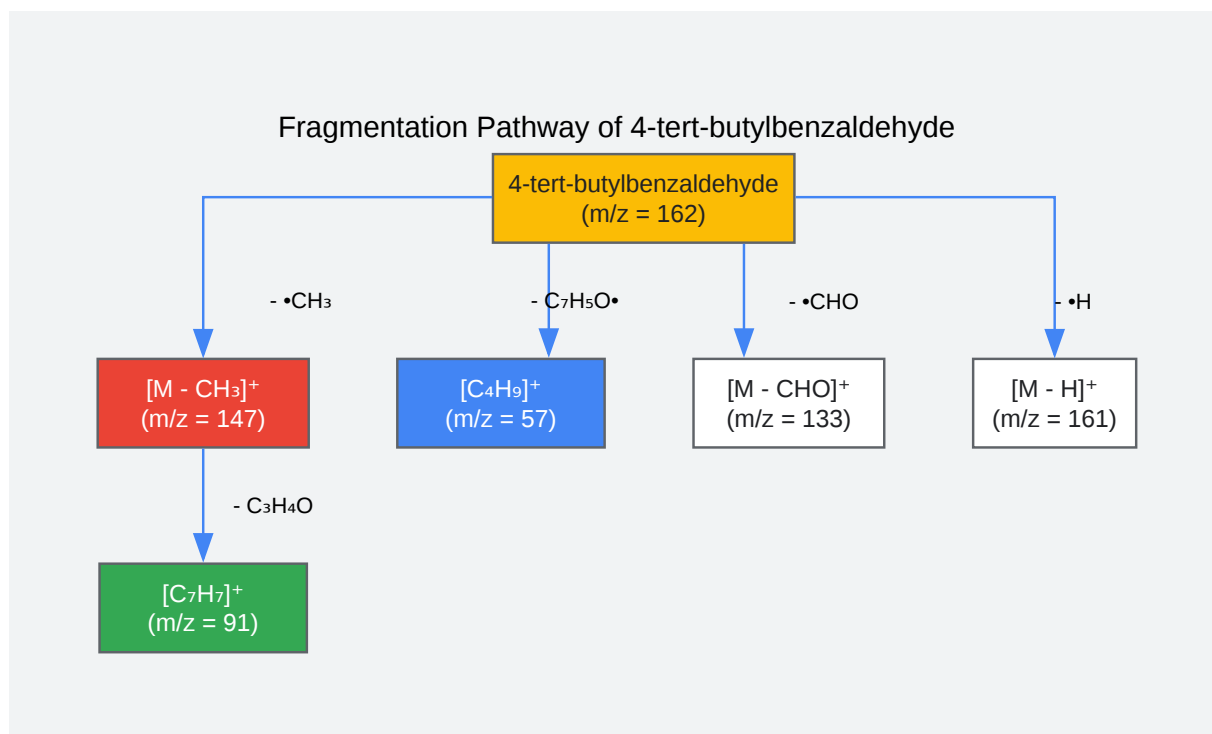 Fragmentation Pathway of 4-tert-butylbenzaldehyde
4-tert-butylbenzaldehyde
(m/z = 162)
- •CH₃
- C₇H₅O•
- •CHO
- •H
[M - CH₃]⁺
(m/z = 147)
[C₄H₉]⁺
(m/z = 57)
[M - CHO]⁺
(m/z = 133)
[M - H]⁺
(m/z = 161)
- C₃H₄O
[C₇H₇]⁺
(m/z = 91)